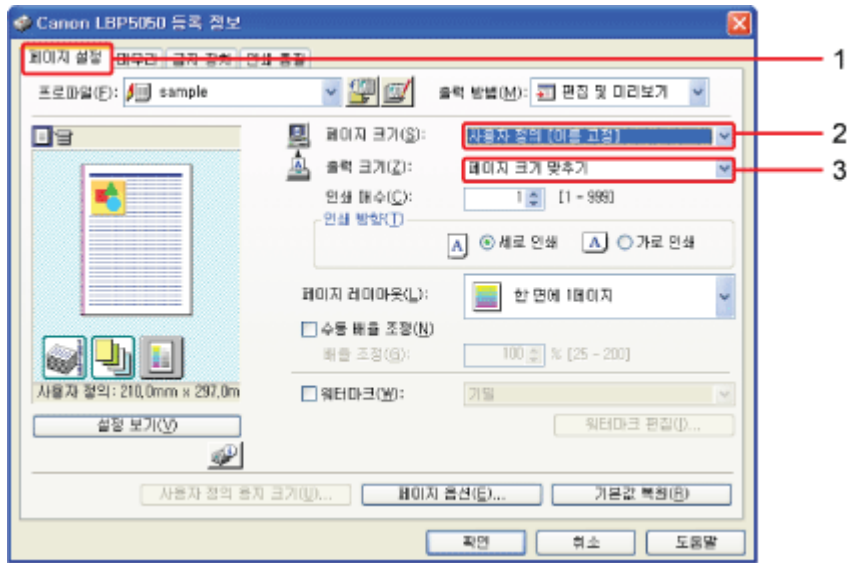 Canon LBP5050 등록 정보
페이지 설정 마무리 급지 장치 인쇄 품질 1
프로파일(F): sample 출력 방법(M): 편집 및 미리보기
페이지 크기(S): 사용자 정의 [이름 고정] 2
출력 크기(Z): 페이지 크기 맞추기 3
인쇄 매수(C): 1 [1 - 999]
인쇄 방향(T)
A 세로 인쇄 A 가로 인쇄
페이지 레이아웃(L): 한 면에 1페이지
수동 배율 조정(N)
배율 조정(G): 100 % [25 - 200]
사용자 정의: 210,0mm x 297,0m
워터마크(W): 기밀
설정 보기(V) 워터마크 편집(I)...
사용자 정의 용지 크기(U)... 페이지 옵션(E)... 기본값 복원(R)
확인 취소 도움말